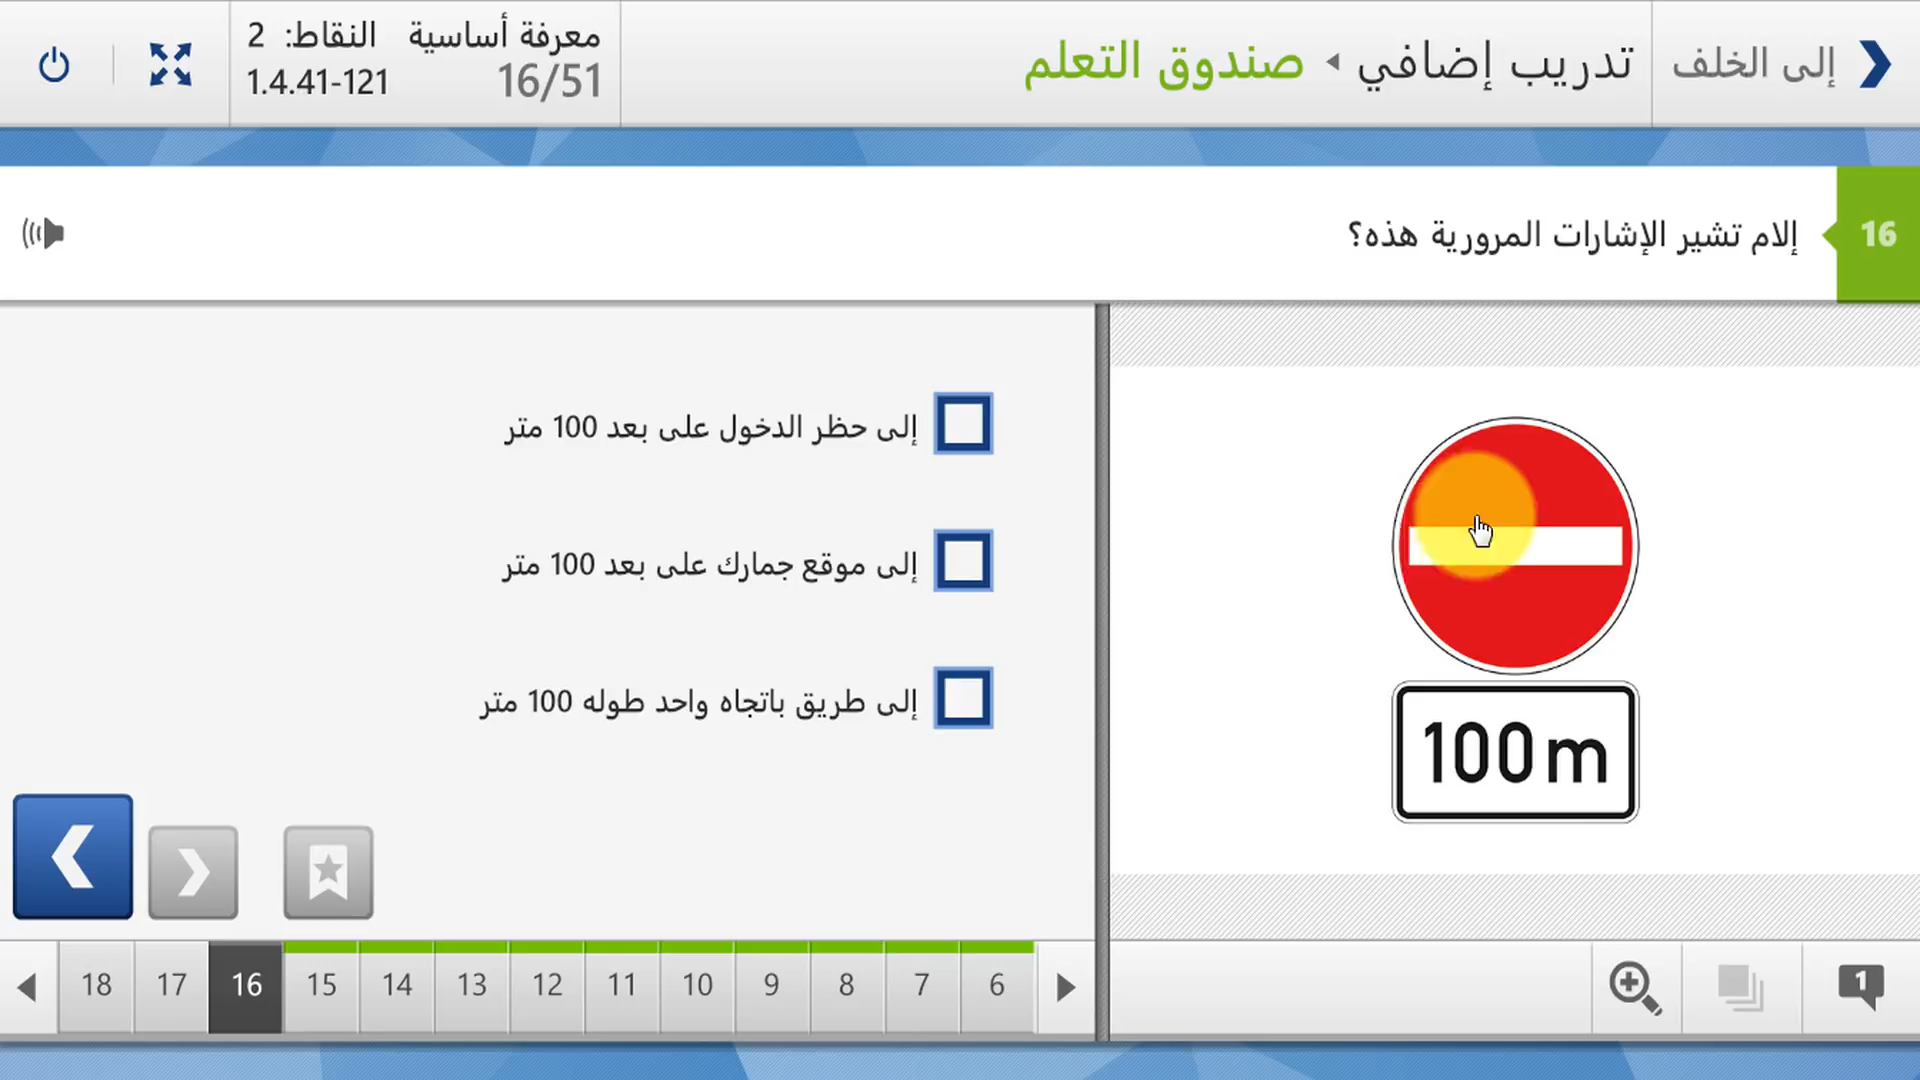 إلى الخلف
تدريب إضافي ◂ صندوق التعلم
معرفة أساسية النقاط: 2
16/51 1.4.41-121
16 إلام تشير الإشارات المرورية هذه؟
إلى حظر الدخول على بعد 100 متر
إلى موقع جمارك على بعد 100 متر
إلى طريق باتجاه واحد طوله 100 متر
100 m
18 17 16 15 14 13 12 11 10 9 8 7 6
1